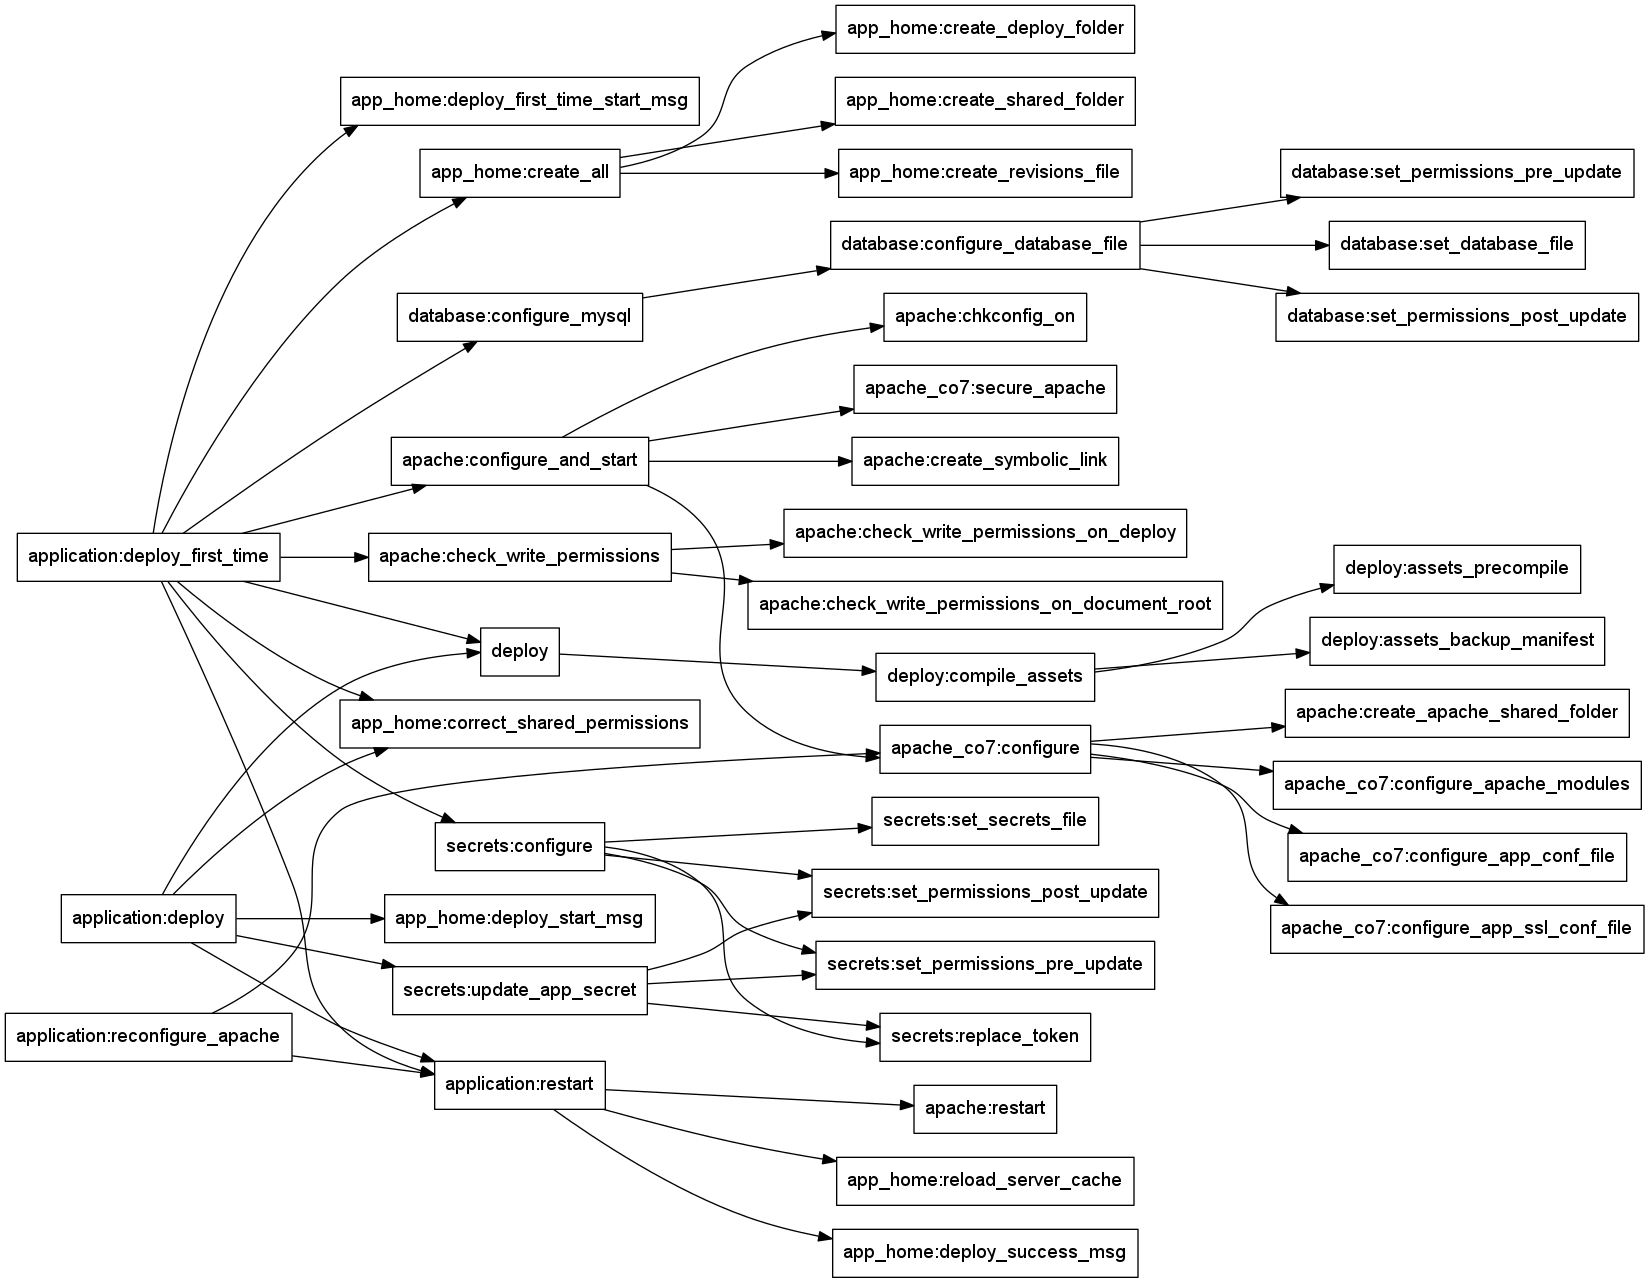 app_home:create_deploy_folder
app_home:deploy_first_time_start_msg
app_home:create_shared_folder
app_home:create_all
app_home:create_revisions_file
database:set_permissions_pre_update
database:configure_database_file
database:set_database_file
database:configure_mysql
apache:chkconfig_on
database:set_permissions_post_update
apache_co7:secure_apache
apache:configure_and_start
apache:create_symbolic_link
apache:check_write_permissions_on_deploy
application:deploy_first_time
apache:check_write_permissions
deploy:assets_precompile
apache:check_write_permissions_on_document_root
deploy
deploy:assets_backup_manifest
deploy:compile_assets
app_home:correct_shared_permissions
apache:create_apache_shared_folder
apache_co7:configure
apache_co7:configure_apache_modules
secrets:set_secrets_file
secrets:configure
apache_co7:configure_app_conf_file
secrets:set_permissions_post_update
application:deploy
app_home:deploy_start_msg
apache_co7:configure_app_ssl_conf_file
secrets:set_permissions_pre_update
secrets:update_app_secret
application:reconfigure_apache
secrets:replace_token
application:restart
apache:restart
app_home:reload_server_cache
app_home:deploy_success_msg